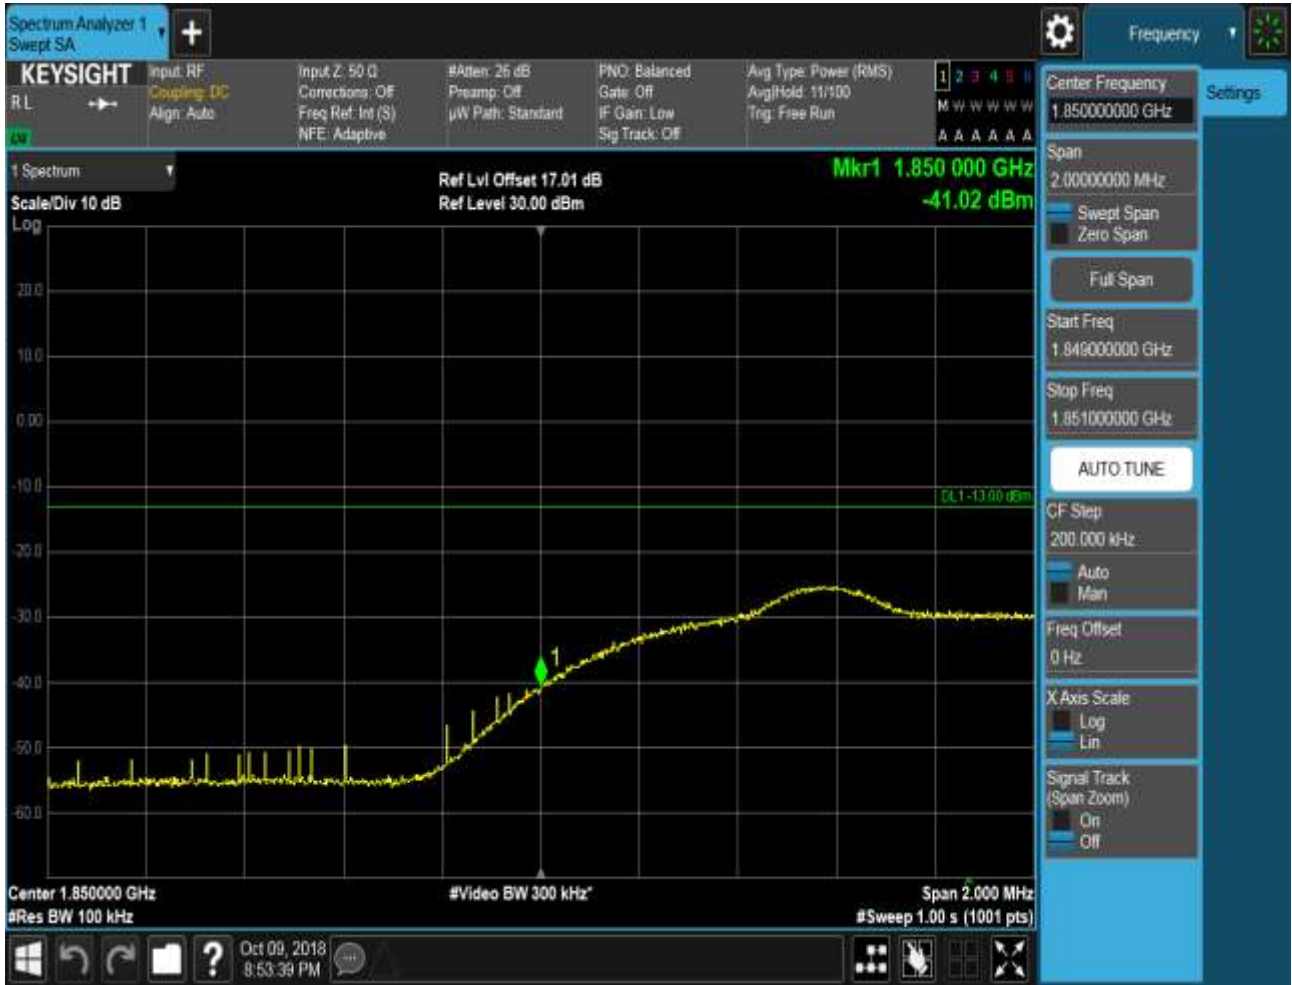 Spectrum Analyzer 1
Swept SA
+
Frequency
KEYSIGHT
R L
Input: RF
Coupling: DC
Align: Auto
Input Z: 50 Ω
Corrections: Off
Freq Ref: Int (S)
NFE: Adaptive
#Atten: 26 dB
Preamp: Off
µW Path: Standard
PNO: Balanced
Gate: Off
IF Gain: Low
Sig Track: Off
Avg Type: Power (RMS)
Avg|Hold: 11/100
Trig: Free Run
1 2 3 4 5 6
M W W W W W
A A A A A A
1 Spectrum
Scale/Div 10 dB
Log
Ref Lvl Offset 17.01 dB
Ref Level 30.00 dBm
Mkr1 1.850 000 GHz
-41.02 dBm
20.0
10.0
0.00
-10.0
-20.0
-30.0
-40.0
-50.0
-60.0
DL1 -13.00 dBm
1
Center 1.850000 GHz
#Res BW 100 kHz
#Video BW 300 kHz*
Span 2.000 MHz
#Sweep 1.00 s (1001 pts)
Center Frequency
1.850000000 GHz
Settings
Span
2.00000000 MHz
Swept Span
Zero Span
Full Span
Start Freq
1.849000000 GHz
Stop Freq
1.851000000 GHz
AUTO TUNE
CF Step
200.000 kHz
Auto
Man
Freq Offset
0 Hz
X Axis Scale
Log
Lin
Signal Track
(Span Zoom)
On
Off
?
Oct 09, 2018
8:53:39 PM